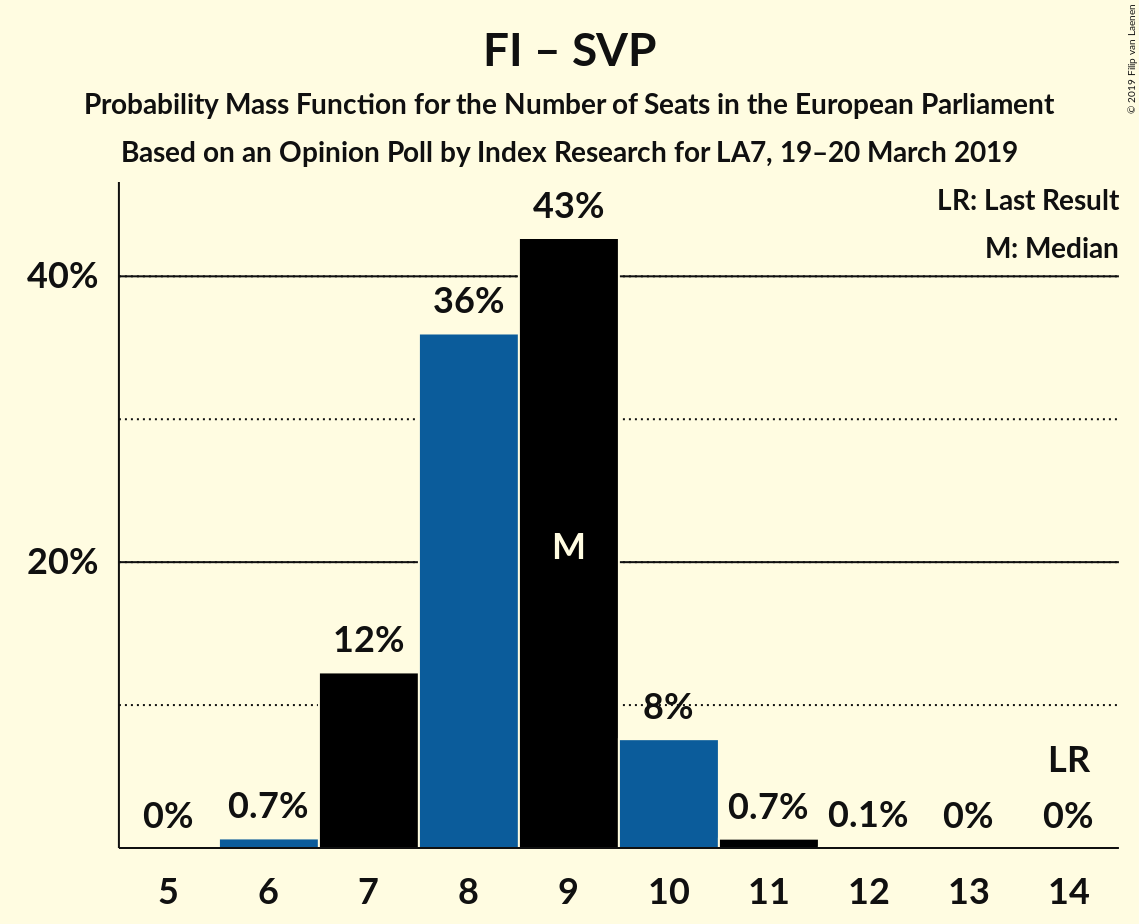 FI – SVP
Probability Mass Function for the Number of Seats in the European Parliament
Based on an Opinion Poll by Index Research for LA7, 19–20 March 2019
© 2019 Filip van Laenen
LR: Last Result
M: Median
40%
20%
0%
0.7%
12%
36%
43%
M
8%
0.7%
0.1%
0%
LR
0%
5 6 7 8 9 10 11 12 13 14